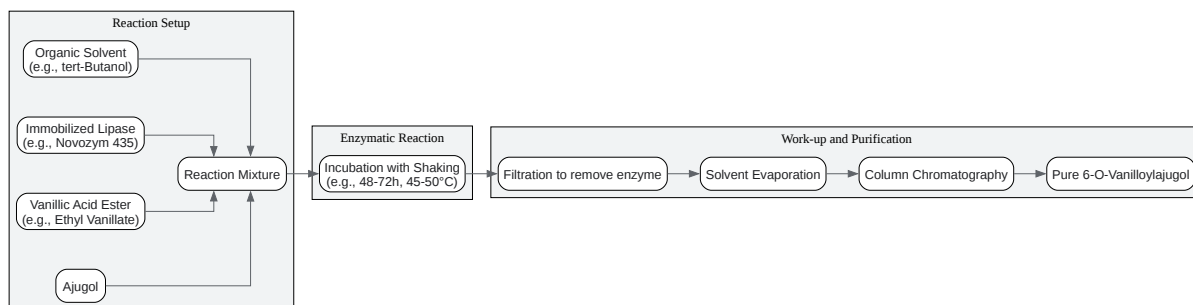 Reaction Setup
Organic Solvent
(e.g., tert-Butanol)
Immobilized Lipase
(e.g., Novozym 435)
Vanillic Acid Ester
(e.g., Ethyl Vanillate)
Ajugol
Reaction Mixture
Enzymatic Reaction
Incubation with Shaking
(e.g., 48-72h, 45-50°C)
Work-up and Purification
Filtration to remove enzyme
Solvent Evaporation
Column Chromatography
Pure 6-O-Vanilloylajugol